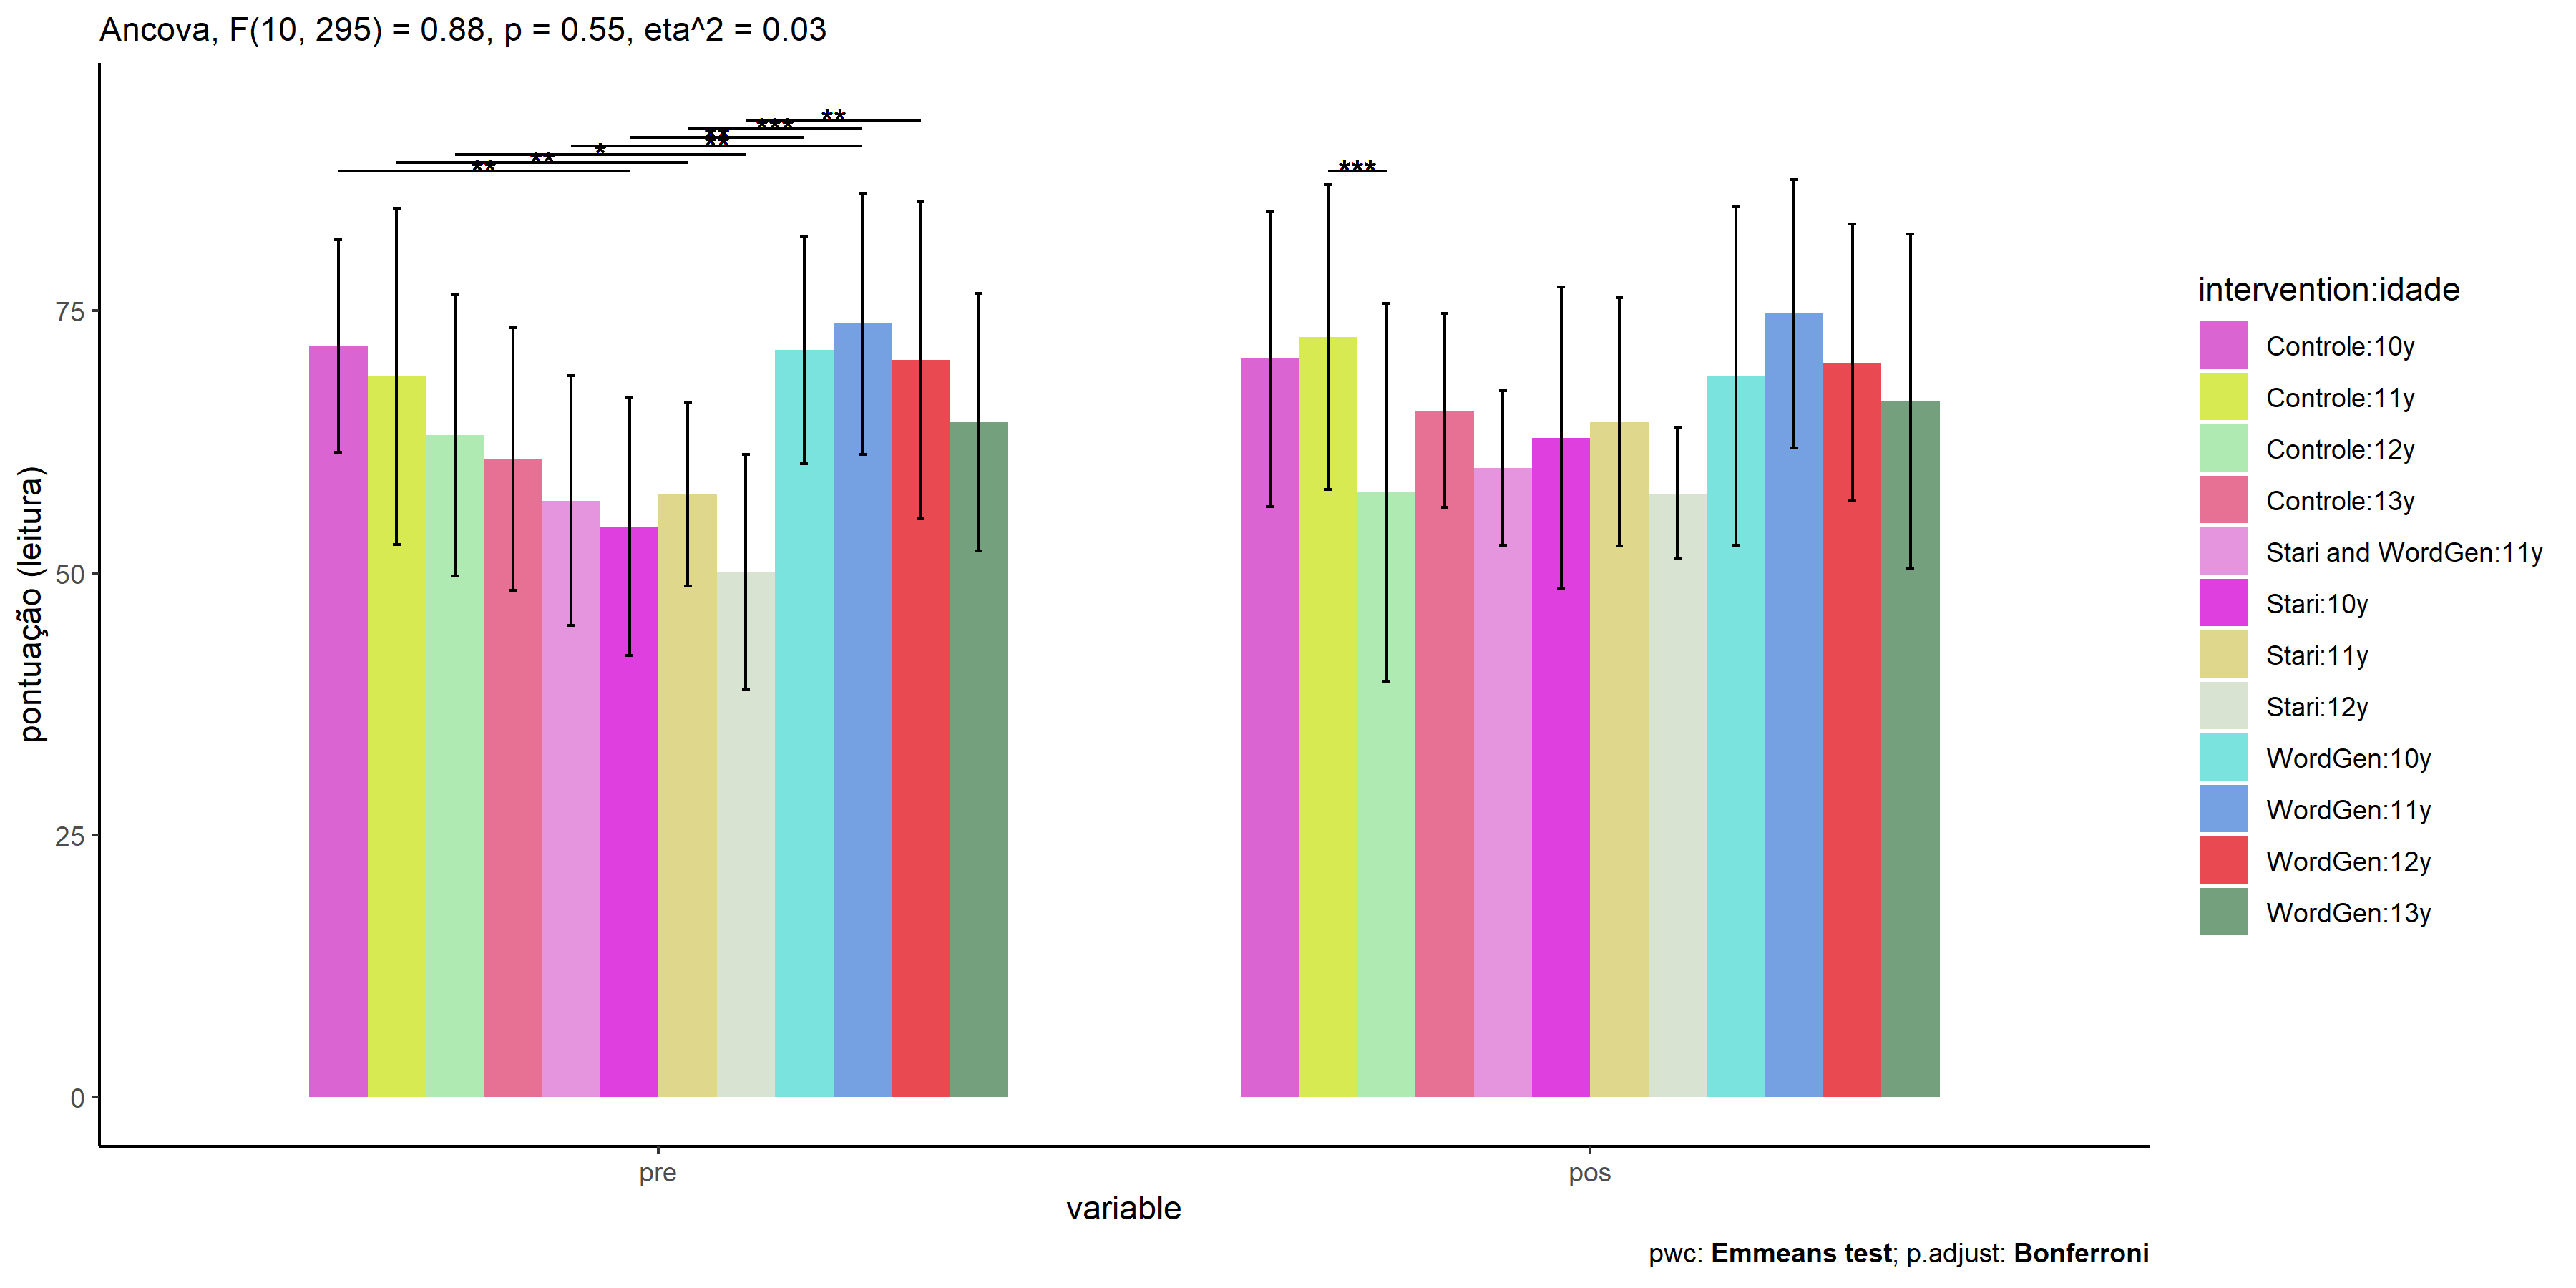 Ancova, F(10, 295) = 0.88, p = 0.55, eta^2 = 0.03
**
***
**
**
*
**
**
***
75
50
25
0
pontuação (leitura)
pre
pos
variable
intervention:idade
Controle:10y
Controle:11y
Controle:12y
Controle:13y
Stari and WordGen:11y
Stari:10y
Stari:11y
Stari:12y
WordGen:10y
WordGen:11y
WordGen:12y
WordGen:13y
pwc: Emmeans test; p.adjust: Bonferroni